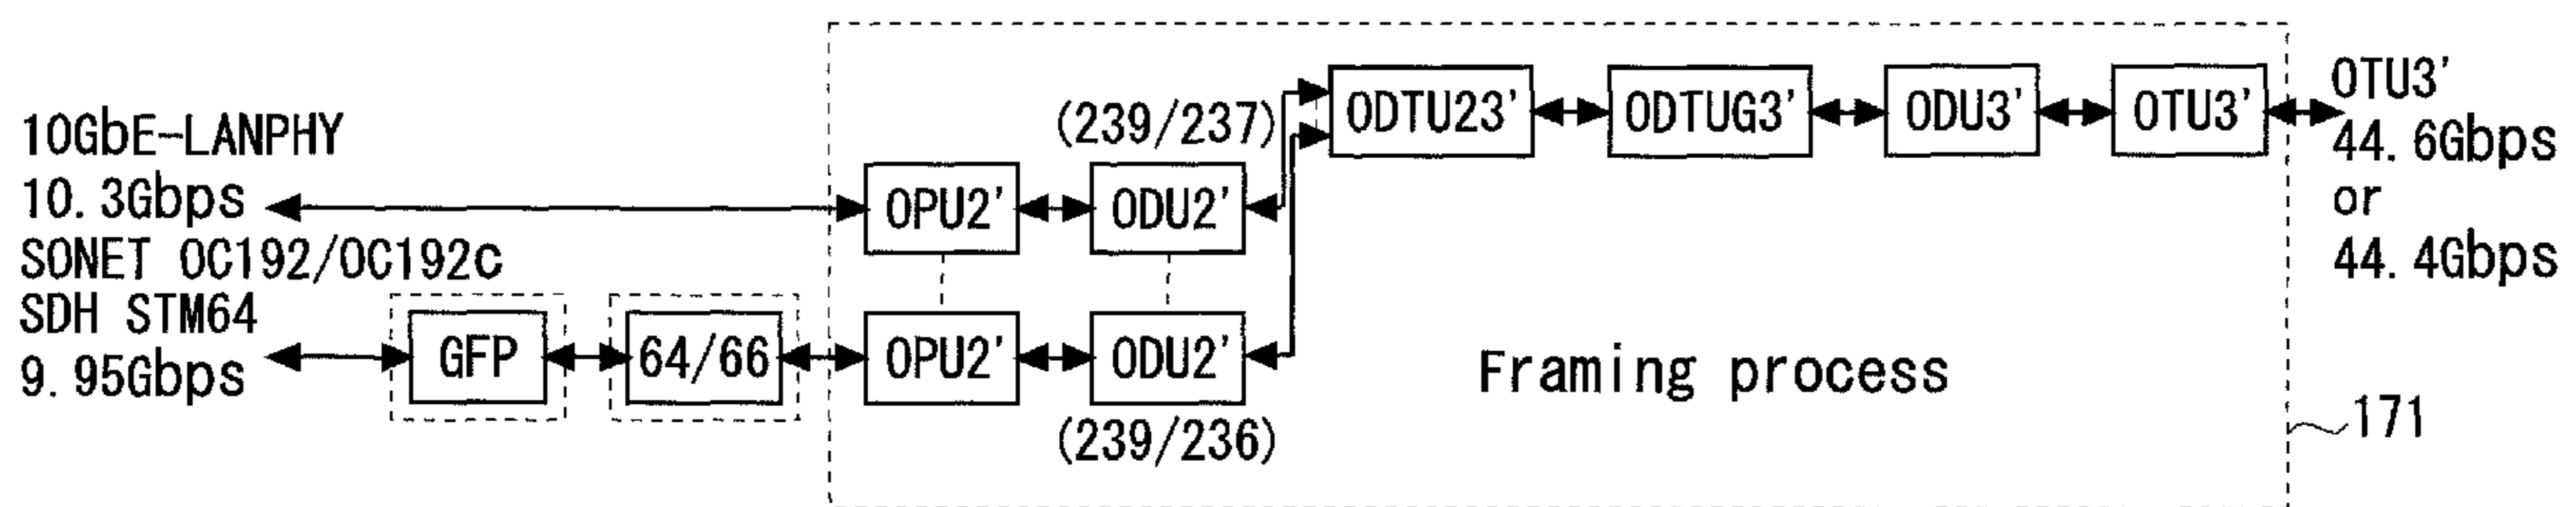 10GbE-LANPHY
10.3Gbps
SONET OC192/OC192c
SDH STM64
9.95Gbps
GFP
64/66
OPU2'
ODU2'
(239/237)
OPU2'
ODU2'
(239/236)
ODTU23'
ODTUG3'
ODU3'
OTU3'
Framing process
OTU3'
44.6Gbps
or
44.4Gbps
171